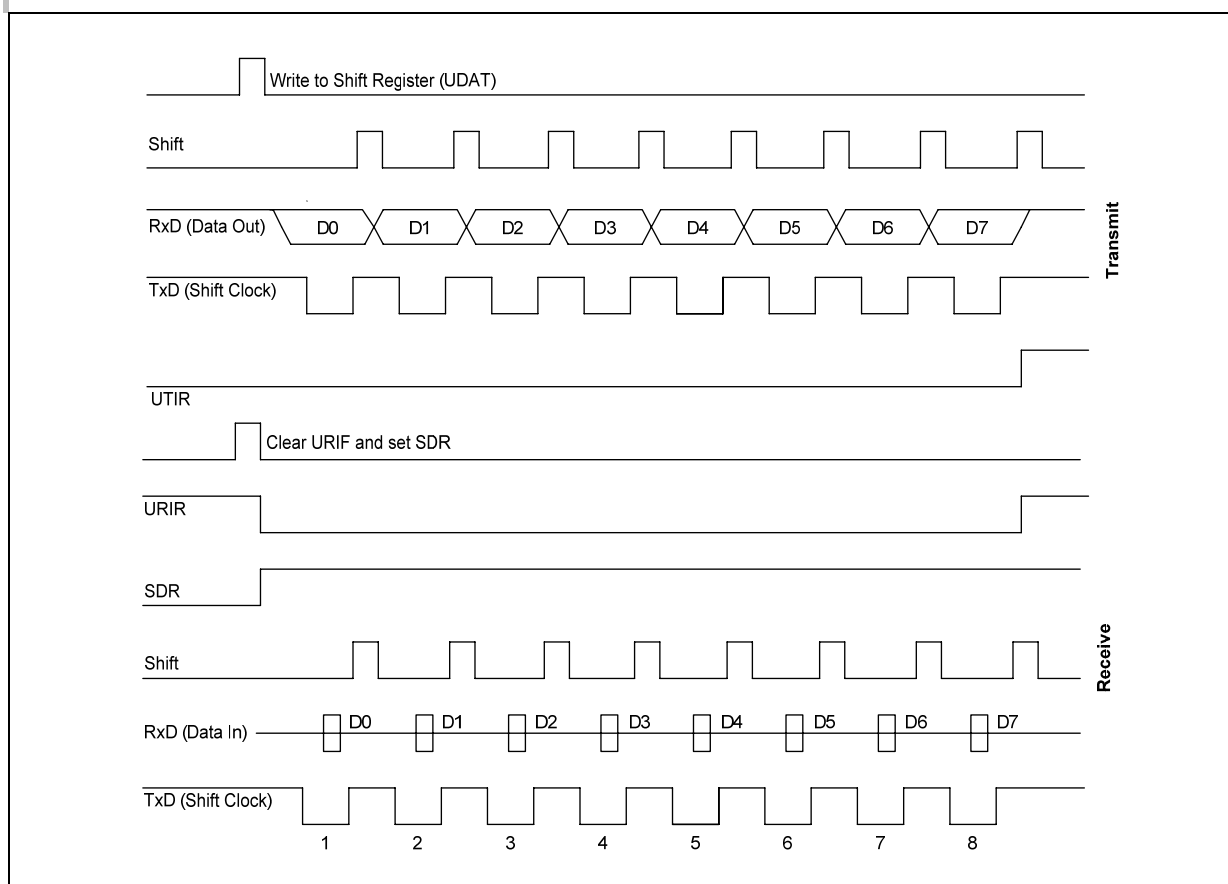 Write to Shift Register (UDAT)
Shift
RxD (Data Out)
D0
D1
D2
D3
D4
D5
D6
D7
TxD (Shift Clock)
UTIR
Transmit
Clear URIF and set SDR
URIR
SDR
Shift
RxD (Data In)
D0
D1
D2
D3
D4
D5
D6
D7
TxD (Shift Clock)
1
2
3
4
5
6
7
8
Receive